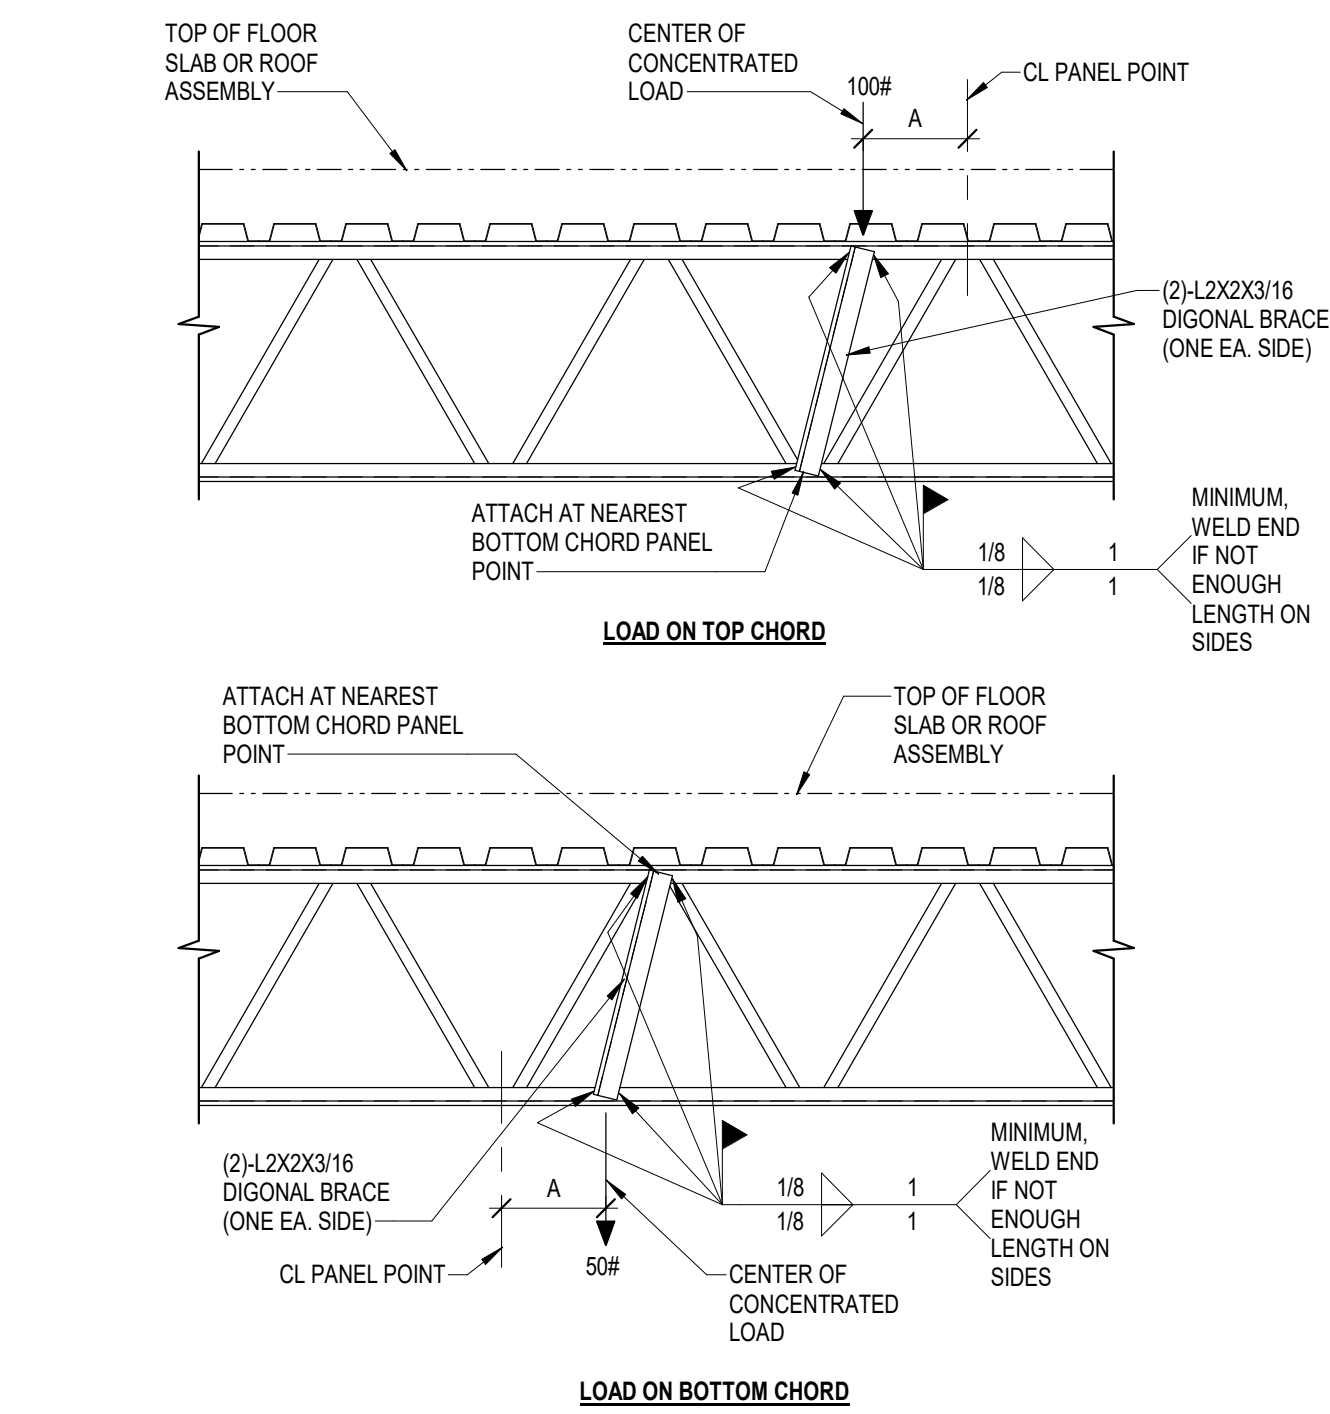 TOP OF FLOOR
SLAB OR ROOF
ASSEMBLY
CENTER OF
CONCENTRATED
LOAD
100#
A
CL PANEL POINT
(2)-L2X2X3/16
DIGONAL BRACE
(ONE EA. SIDE)
ATTACH AT NEAREST
BOTTOM CHORD PANEL
POINT
1/8 1
1/8 1
MINIMUM,
WELD END
IF NOT
ENOUGH
LENGTH ON
SIDES
LOAD ON TOP CHORD
ATTACH AT NEAREST
BOTTOM CHORD PANEL
POINT
TOP OF FLOOR
SLAB OR ROOF
ASSEMBLY
(2)-L2X2X3/16
DIGONAL BRACE
(ONE EA. SIDE)
A
CL PANEL POINT
50#
CENTER OF
CONCENTRATED
LOAD
1/8 1
1/8 1
MINIMUM,
WELD END
IF NOT
ENOUGH
LENGTH ON
SIDES
LOAD ON BOTTOM CHORD